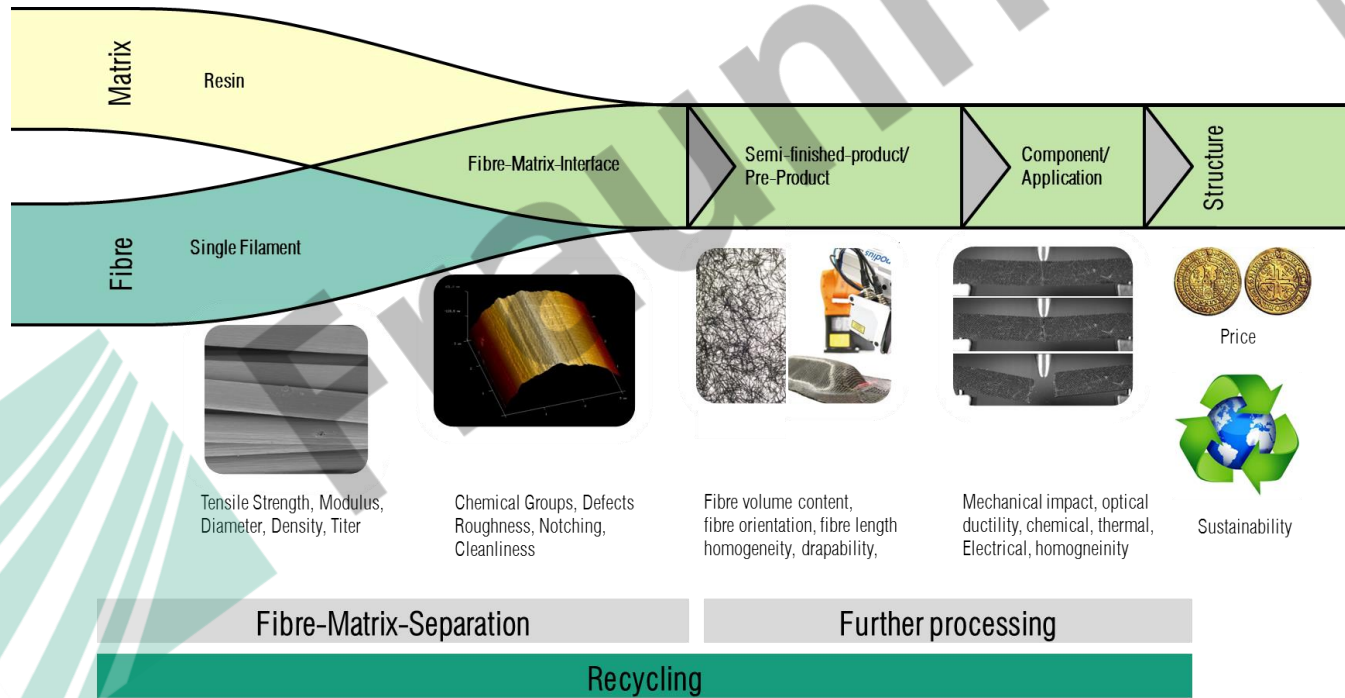 Matrix
Resin
Fibre
Single Filament
Fibre-Matrix-Interface
Semi-finished-product/
Pre-Product
Component/
Application
Structure
Price
Sustainability
Tensile Strength, Modulus,
Diameter, Density, Titer
Chemical Groups, Defects
Roughness, Notching,
Cleanliness
Fibre volume content,
fibre orientation, fibre length
homogeneity, drapability,
Mechanical impact, optical
ductility, chemical, thermal,
Electrical, homogneinity
Fibre-Matrix-Separation
Further processing
Recycling